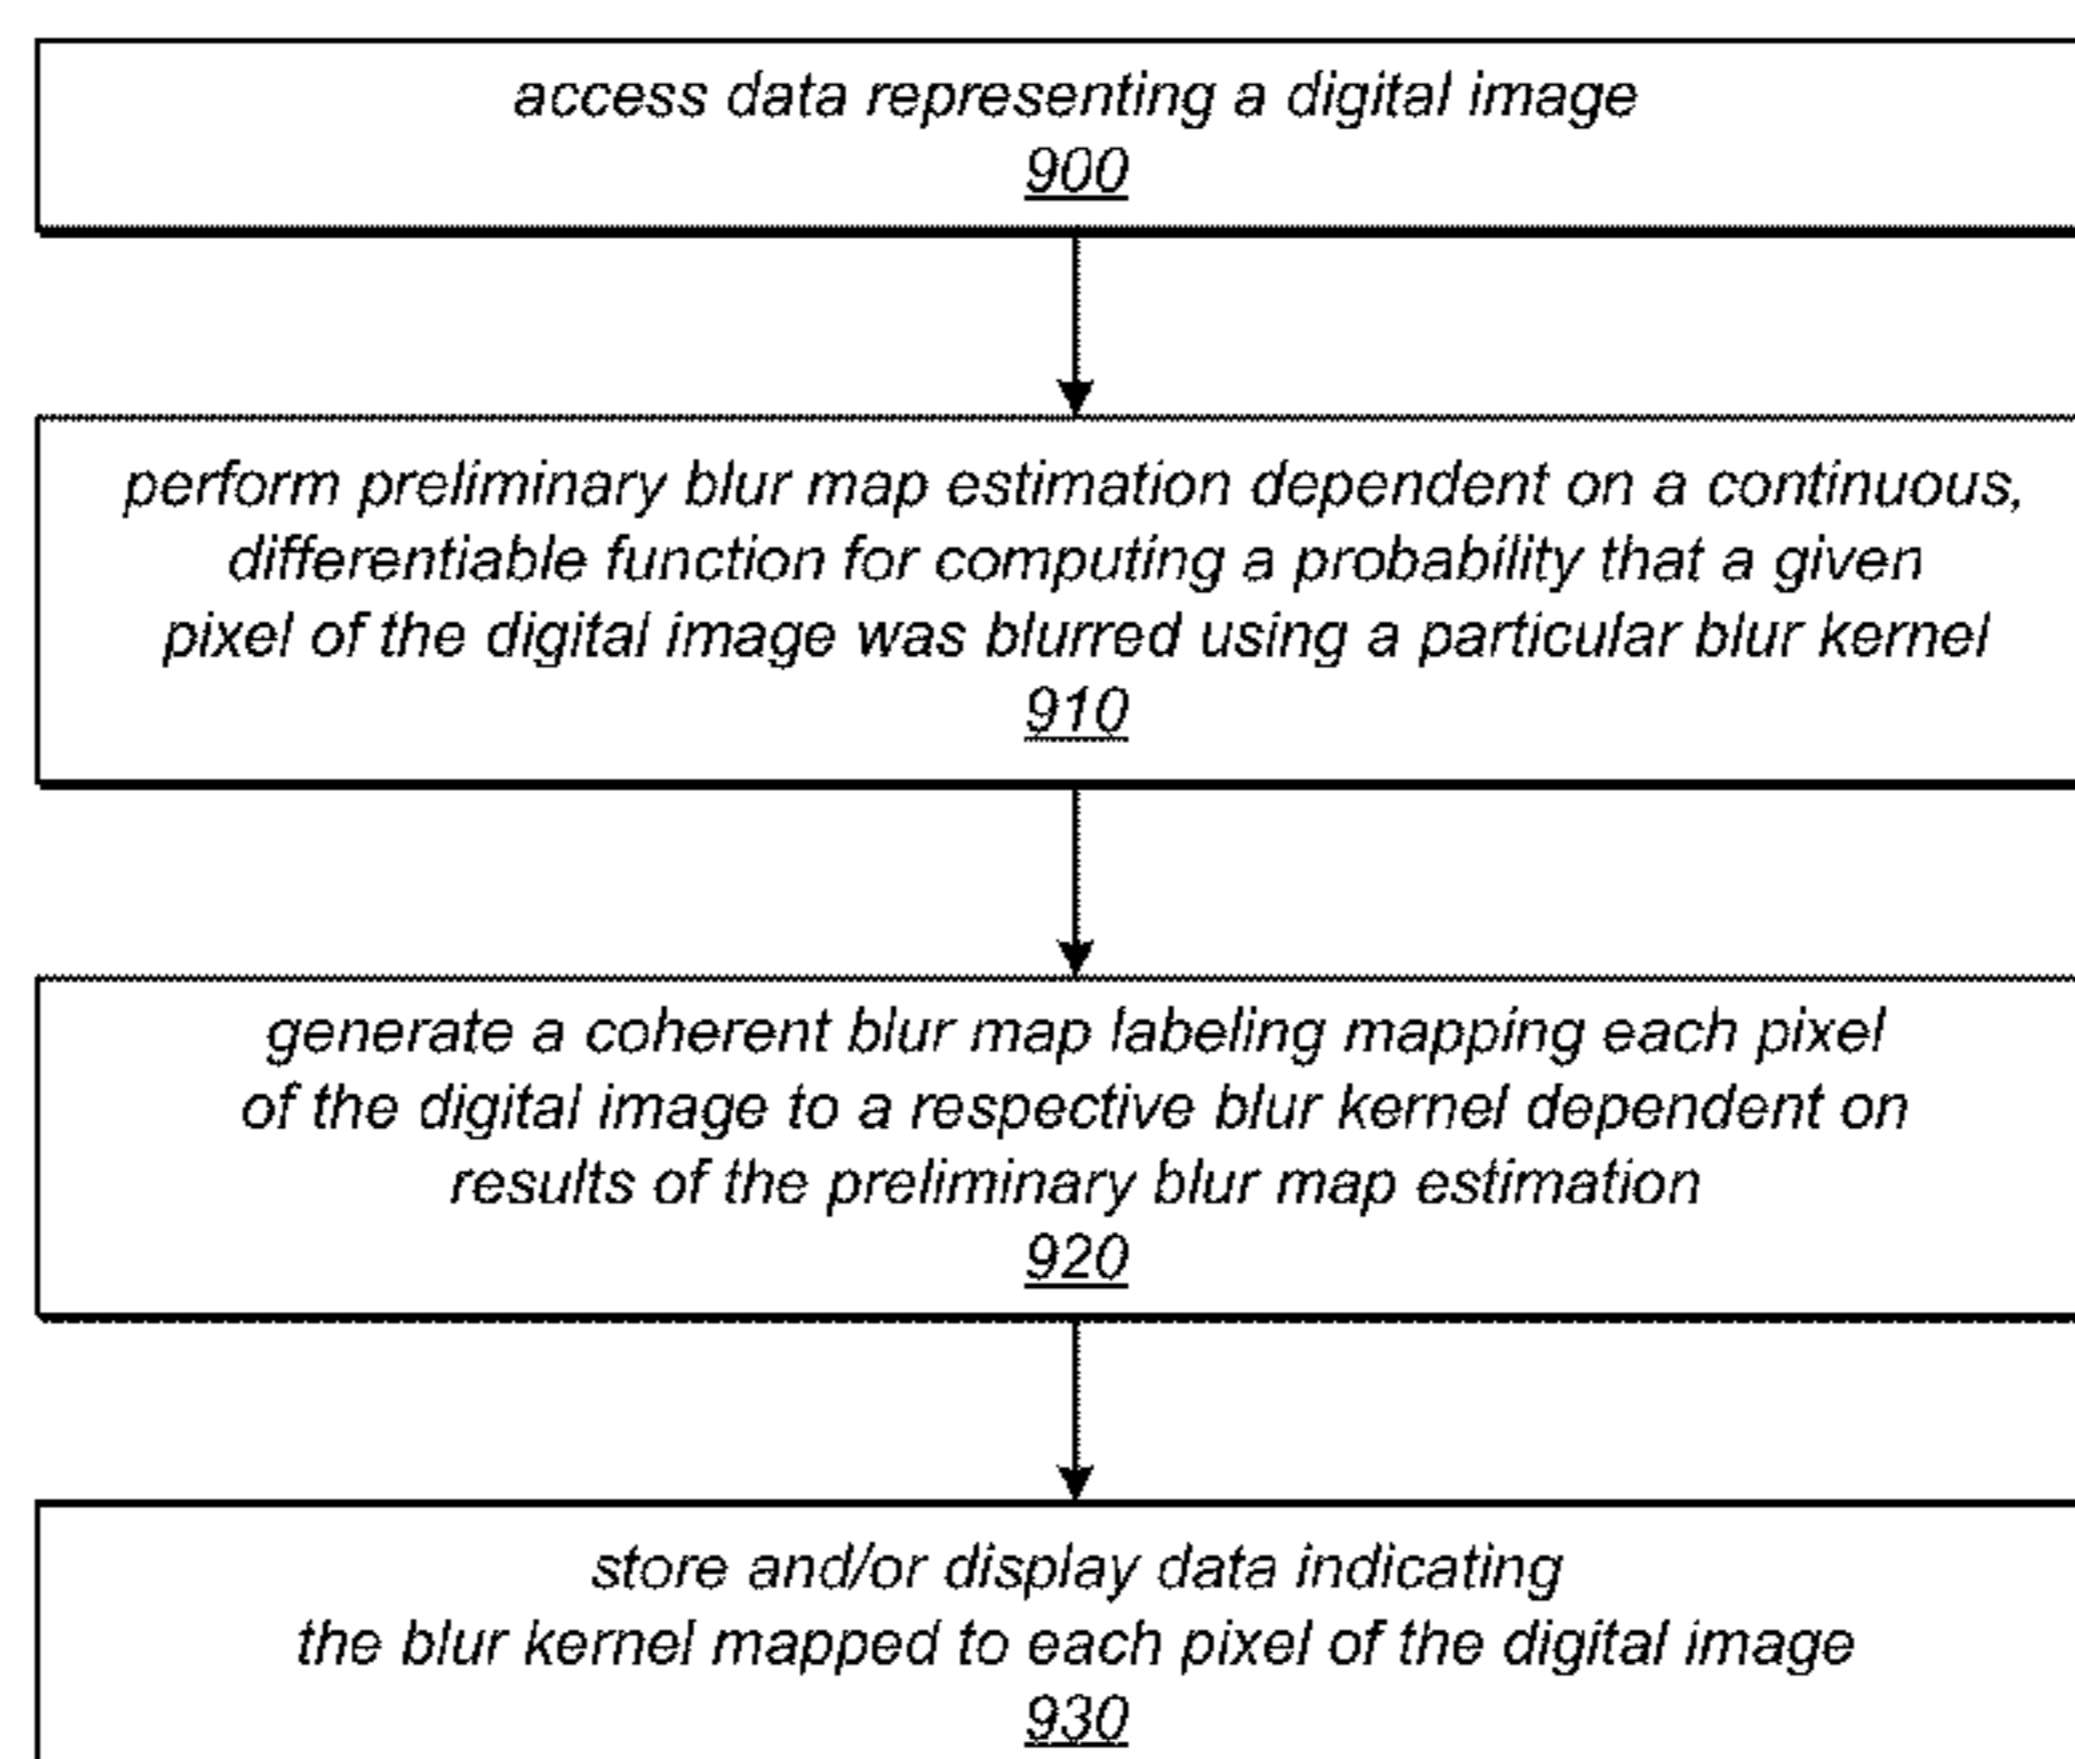 access data representing a digital image
900
perform preliminary blur map estimation dependent on a continuous,
differentiable function for computing a probability that a given
pixel of the digital image was blurred using a particular blur kernel
910
generate a coherent blur map labeling mapping each pixel
of the digital image to a respective blur kernel dependent on
results of the preliminary blur map estimation
920
store and/or display data indicating
the blur kernel mapped to each pixel of the digital image
930